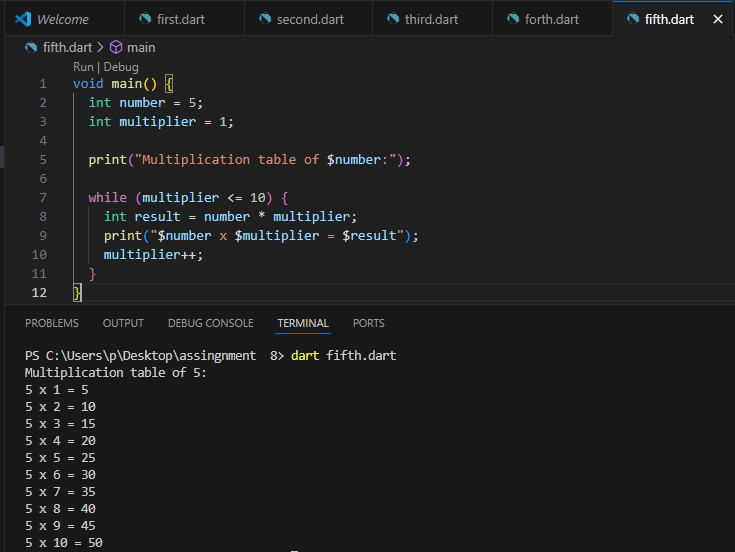 Welcome first.dart second.dart third.dart forth.dart fifth.dart
fifth.dart > main
Run | Debug
1 void main() {
2 int number = 5;
3 int multiplier = 1;
4
5 print("Multiplication table of $number:");
6
7 while (multiplier <= 10) {
8 int result = number * multiplier;
9 print("$number x $multiplier = $result");
10 multiplier++;
11 }
12 }
PROBLEMS OUTPUT DEBUG CONSOLE TERMINAL PORTS
PS C:\Users\p\Desktop\assingnment  8> dart fifth.dart
Multiplication table of 5:
5 x 1 = 5
5 x 2 = 10
5 x 3 = 15
5 x 4 = 20
5 x 5 = 25
5 x 6 = 30
5 x 7 = 35
5 x 8 = 40
5 x 9 = 45
5 x 10 = 50